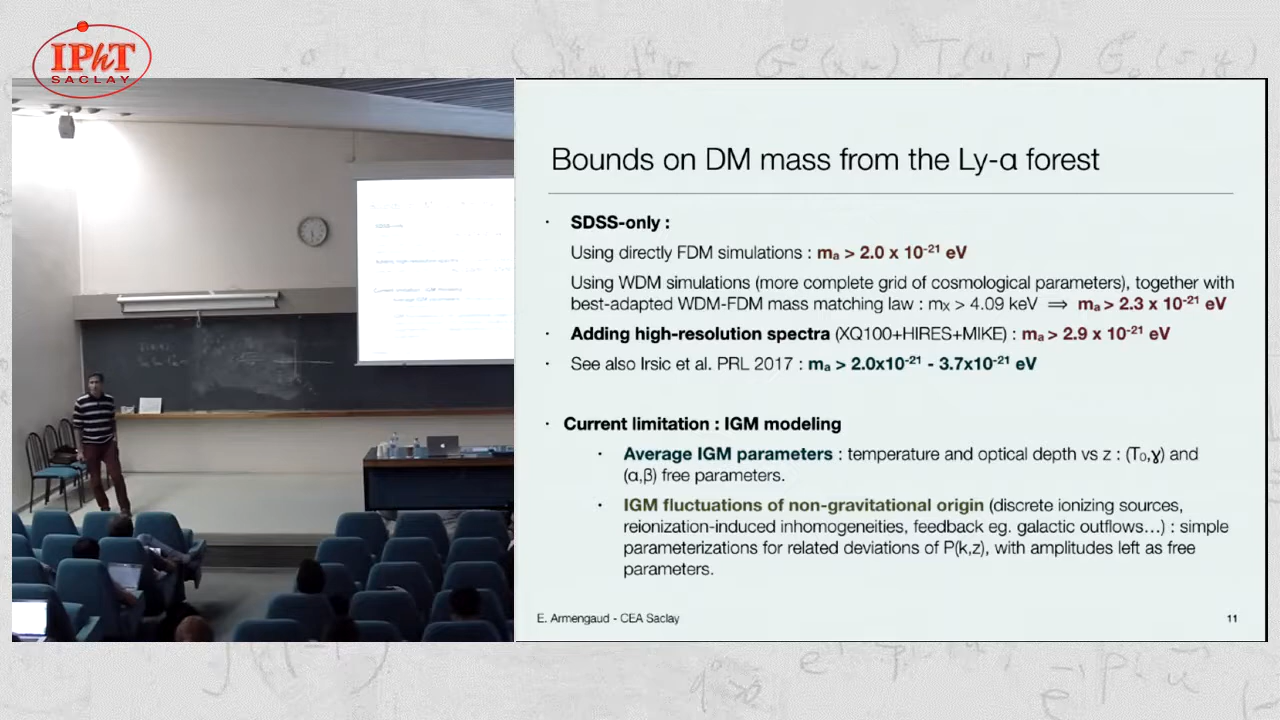 IPhT
SACLAY
Bounds on DM mass from the Ly-α forest
· SDSS-only :
Using directly FDM simulations : mₐ > 2.0 x 10⁻²¹ eV
Using WDM simulations (more complete grid of cosmological parameters), together with
best-adapted WDM-FDM mass matching law : mₓ > 4.09 keV ⟹ mₐ > 2.3 x 10⁻²¹ eV
· Adding high-resolution spectra (XQ100+HIRES+MIKE) : mₐ > 2.9 x 10⁻²¹ eV
· See also Irsic et al. PRL 2017 : mₐ > 2.0x10⁻²¹ - 3.7x10⁻²¹ eV
· Current limitation : IGM modeling
· Average IGM parameters : temperature and optical depth vs z : (T₀,ɣ) and
(α,β) free parameters.
· IGM fluctuations of non-gravitational origin (discrete ionizing sources,
reionization-induced inhomogeneities, feedback eg. galactic outflows...) : simple
parameterizations for related deviations of P(k,z), with amplitudes left as free
parameters.
E. Armengaud - CEA Saclay
11